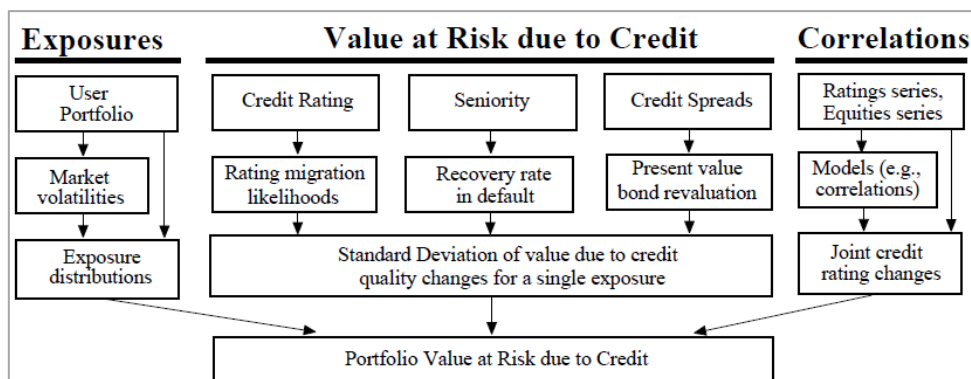 Exposures
Value at Risk due to Credit
Correlations
User
Portfolio
Credit Rating
Seniority
Credit Spreads
Ratings series,
Equities series
Market
volatilities
Rating migration
likelihoods
Recovery rate
in default
Present value
bond revaluation
Models (e.g.,
correlations)
Exposure
distributions
Standard Deviation of value due to credit
quality changes for a single exposure
Joint credit
rating changes
Portfolio Value at Risk due to Credit